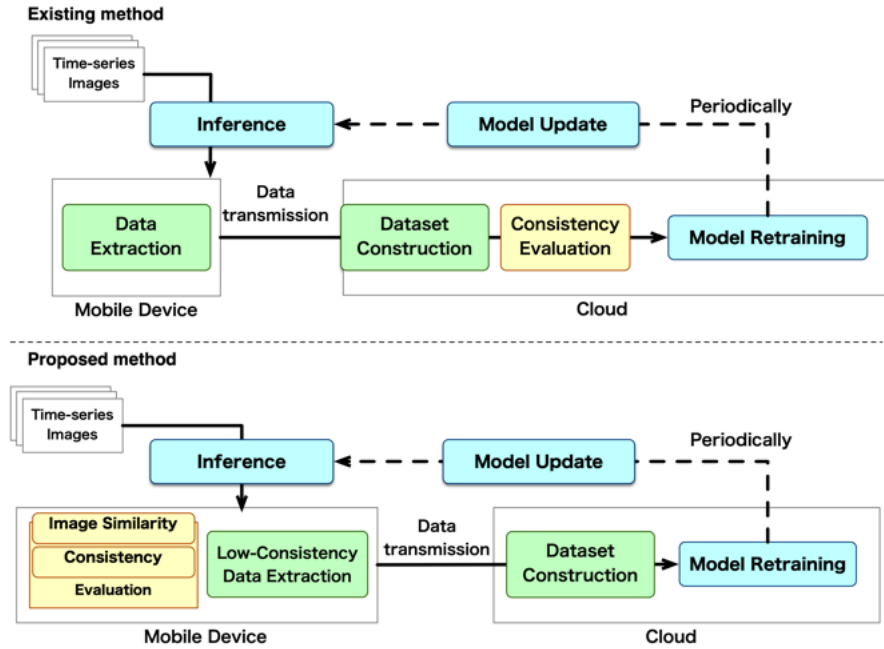 Existing method
Time-series
Images
Inference
Model Update
Periodically
Data
transmission
Data
Extraction
Dataset
Construction
Consistency
Evaluation
Model Retraining
Mobile Device
Cloud
Proposed method
Time-series
Images
Inference
Model Update
Periodically
Image Similarity
Consistency
Evaluation
Low-Consistency
Data Extraction
Data
transmission
Dataset
Construction
Model Retraining
Mobile Device
Cloud